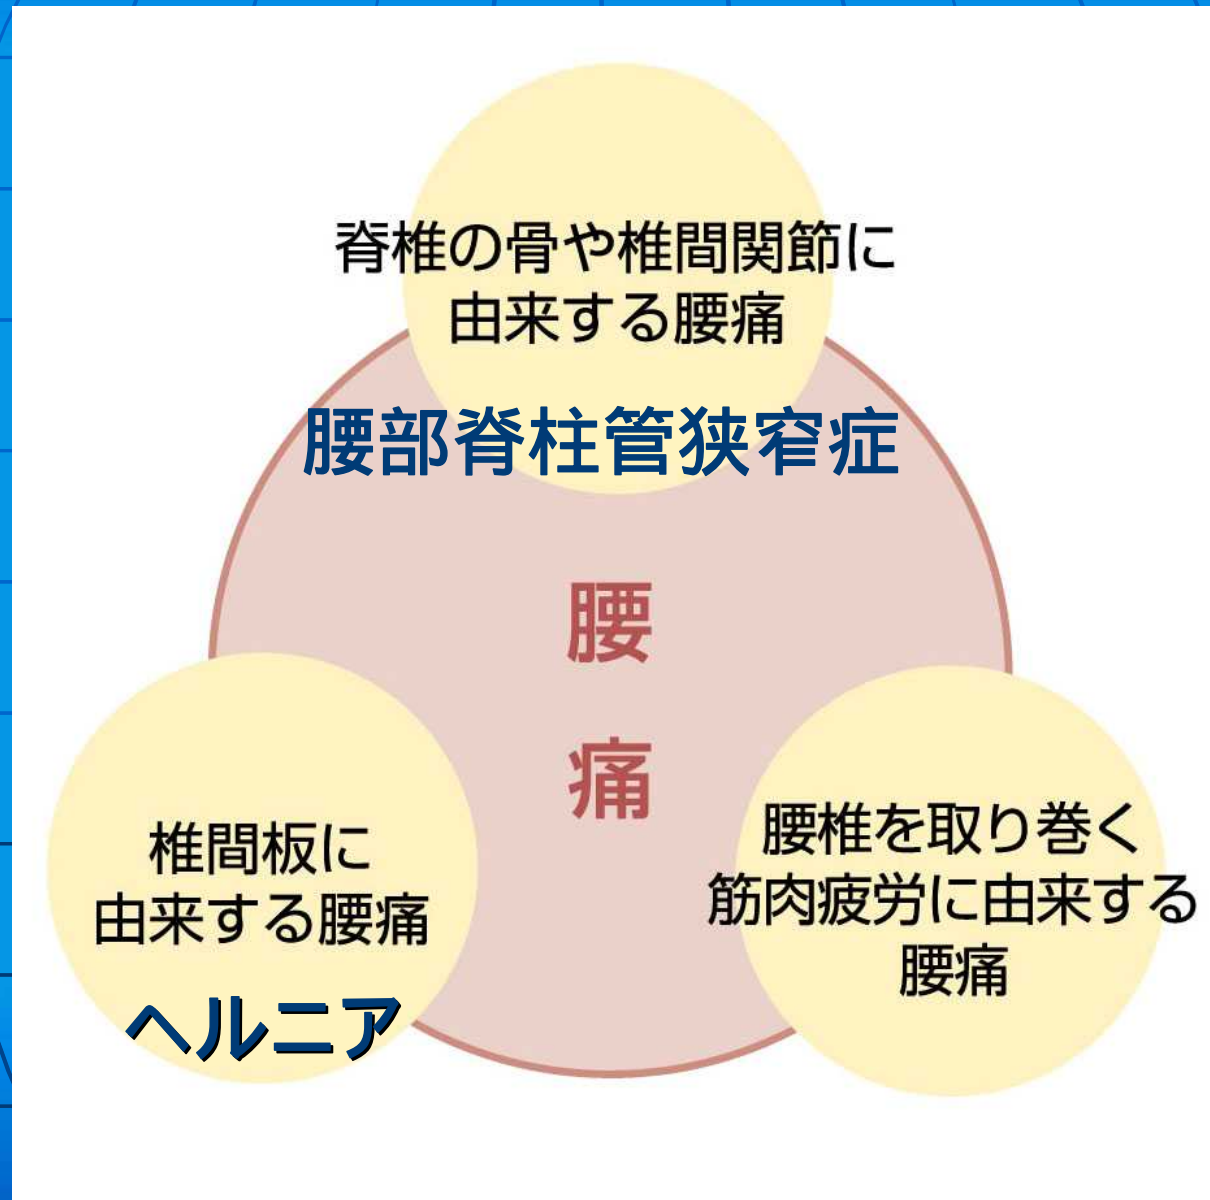 脊椎の骨や椎間関節に
由来する腰痛
腰部脊柱管狭窄症
腰
痛
椎間板に
由来する腰痛
ヘルニア
腰椎を取り巻く
筋肉疲労に由来する
腰痛